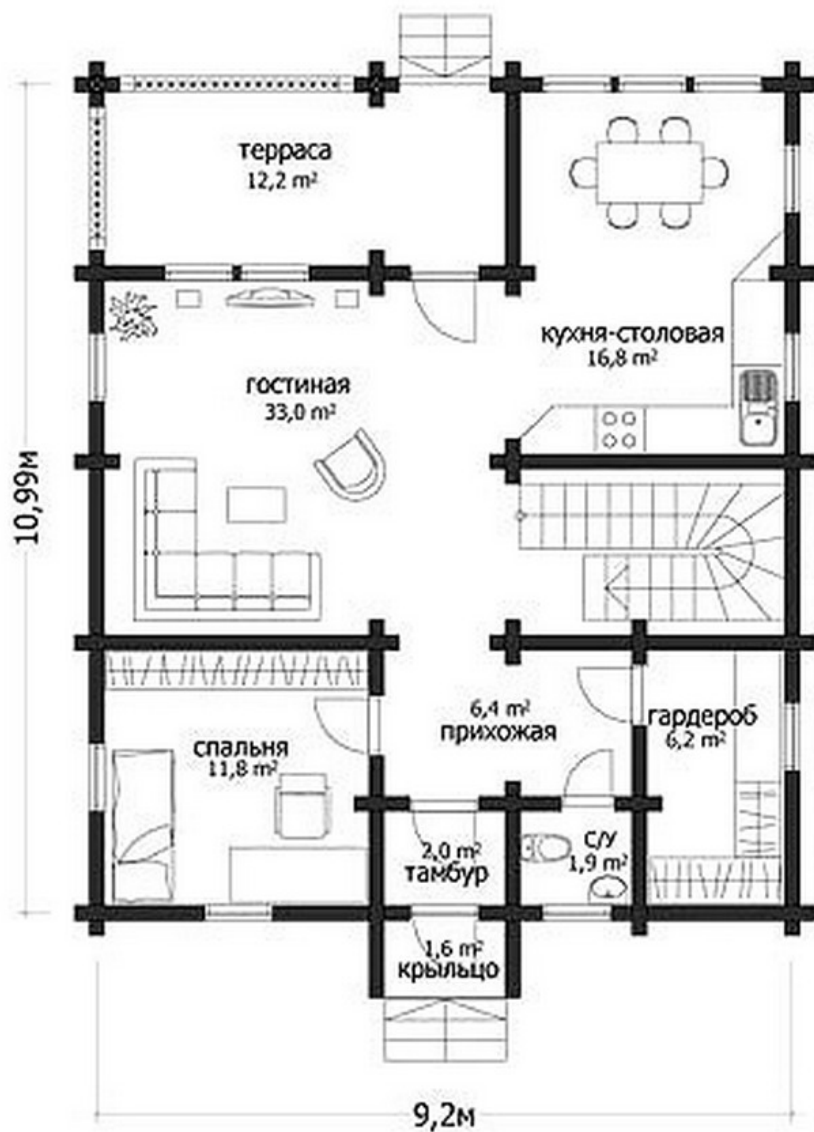 терраса
12,2 m²
кухня-столовая
16,8 m²
гостиная
33,0 m²
10,99м
6,4 m²
прихожая
гардероб
6,2 m²
спальня
11,8 m²
С/У
1,9 m²
2,0 m²
тамбур
1,6 m²
крыльцо
9,2м